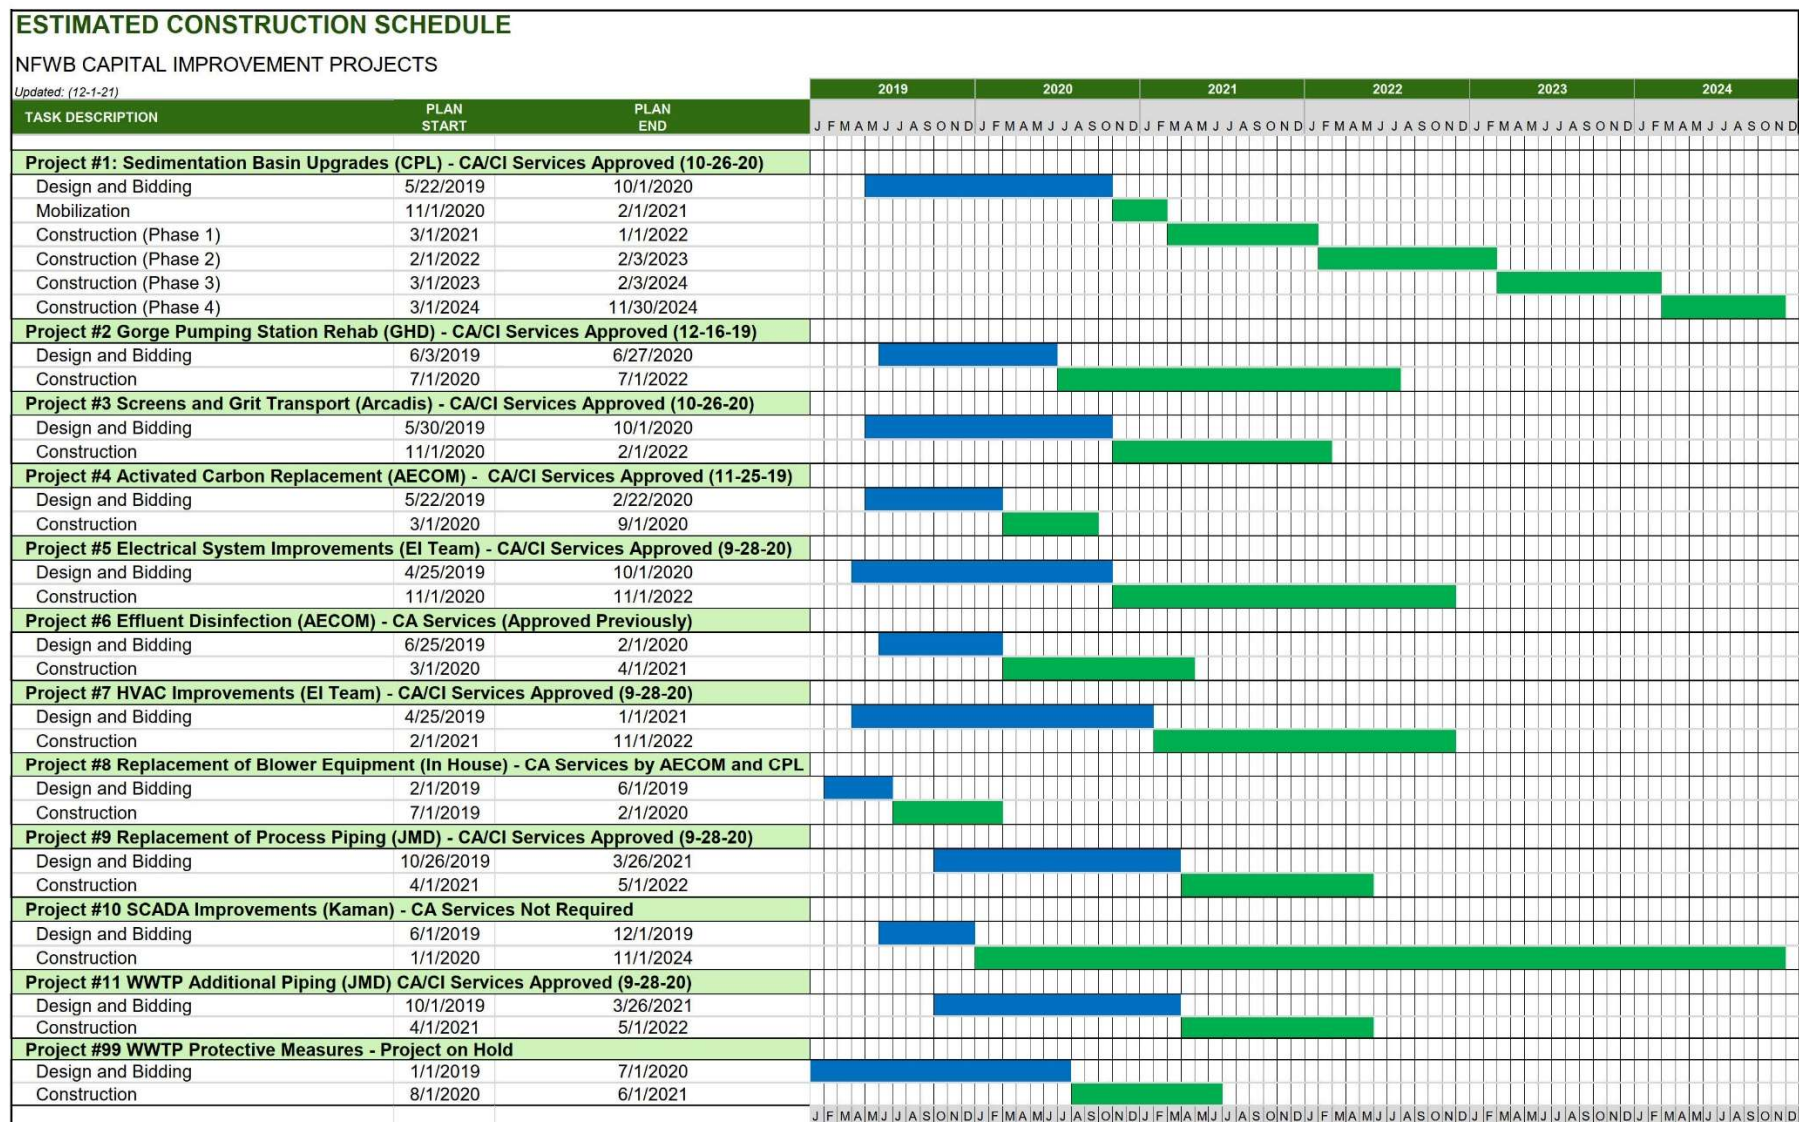 ESTIMATED CONSTRUCTION SCHEDULE
NFWB CAPITAL IMPROVEMENT PROJECTS
Updated: (12-1-21)
2019 2020 2021 2022 2023 2024
TASK DESCRIPTION PLAN START PLAN END
J F M A M J J A S O N D J F M A M J J A S O N D J F M A M J J A S O N D J F M A M J J A S O N D J F M A M J J A S O N D J F M A M J J A S O N D
Project #1: Sedimentation Basin Upgrades (CPL) - CA/CI Services Approved (10-26-20)
Design and Bidding 5/22/2019 10/1/2020
Mobilization 11/1/2020 2/1/2021
Construction (Phase 1) 3/1/2021 1/1/2022
Construction (Phase 2) 2/1/2022 2/3/2023
Construction (Phase 3) 3/1/2023 2/3/2024
Construction (Phase 4) 3/1/2024 11/30/2024
Project #2 Gorge Pumping Station Rehab (GHD) - CA/CI Services Approved (12-16-19)
Design and Bidding 6/3/2019 6/27/2020
Construction 7/1/2020 7/1/2022
Project #3 Screens and Grit Transport (Arcadis) - CA/CI Services Approved (10-26-20)
Design and Bidding 5/30/2019 10/1/2020
Construction 11/1/2020 2/1/2022
Project #4 Activated Carbon Replacement (AECOM) - CA/CI Services Approved (11-25-19)
Design and Bidding 5/22/2019 2/22/2020
Construction 3/1/2020 9/1/2020
Project #5 Electrical System Improvements (EI Team) - CA/CI Services Approved (9-28-20)
Design and Bidding 4/25/2019 10/1/2020
Construction 11/1/2020 11/1/2022
Project #6 Effluent Disinfection (AECOM) - CA Services (Approved Previously)
Design and Bidding 6/25/2019 2/1/2020
Construction 3/1/2020 4/1/2021
Project #7 HVAC Improvements (EI Team) - CA/CI Services Approved (9-28-20)
Design and Bidding 4/25/2019 1/1/2021
Construction 2/1/2021 11/1/2022
Project #8 Replacement of Blower Equipment (In House) - CA Services by AECOM and CPL
Design and Bidding 2/1/2019 6/1/2019
Construction 7/1/2019 2/1/2020
Project #9 Replacement of Process Piping (JMD) - CA/CI Services Approved (9-28-20)
Design and Bidding 10/26/2019 3/26/2021
Construction 4/1/2021 5/1/2022
Project #10 SCADA Improvements (Kaman) - CA Services Not Required
Design and Bidding 6/1/2019 12/1/2019
Construction 1/1/2020 11/1/2024
Project #11 WWTP Additional Piping (JMD) CA/CI Services Approved (9-28-20)
Design and Bidding 10/1/2019 3/26/2021
Construction 4/1/2021 5/1/2022
Project #99 WWTP Protective Measures - Project on Hold
Design and Bidding 1/1/2019 7/1/2020
Construction 8/1/2020 6/1/2021
J F M A M J J A S O N D J F M A M J J A S O N D J F M A M J J A S O N D J F M A M J J A S O N D J F M A M J J A S O N D J F M A M J J A S O N D